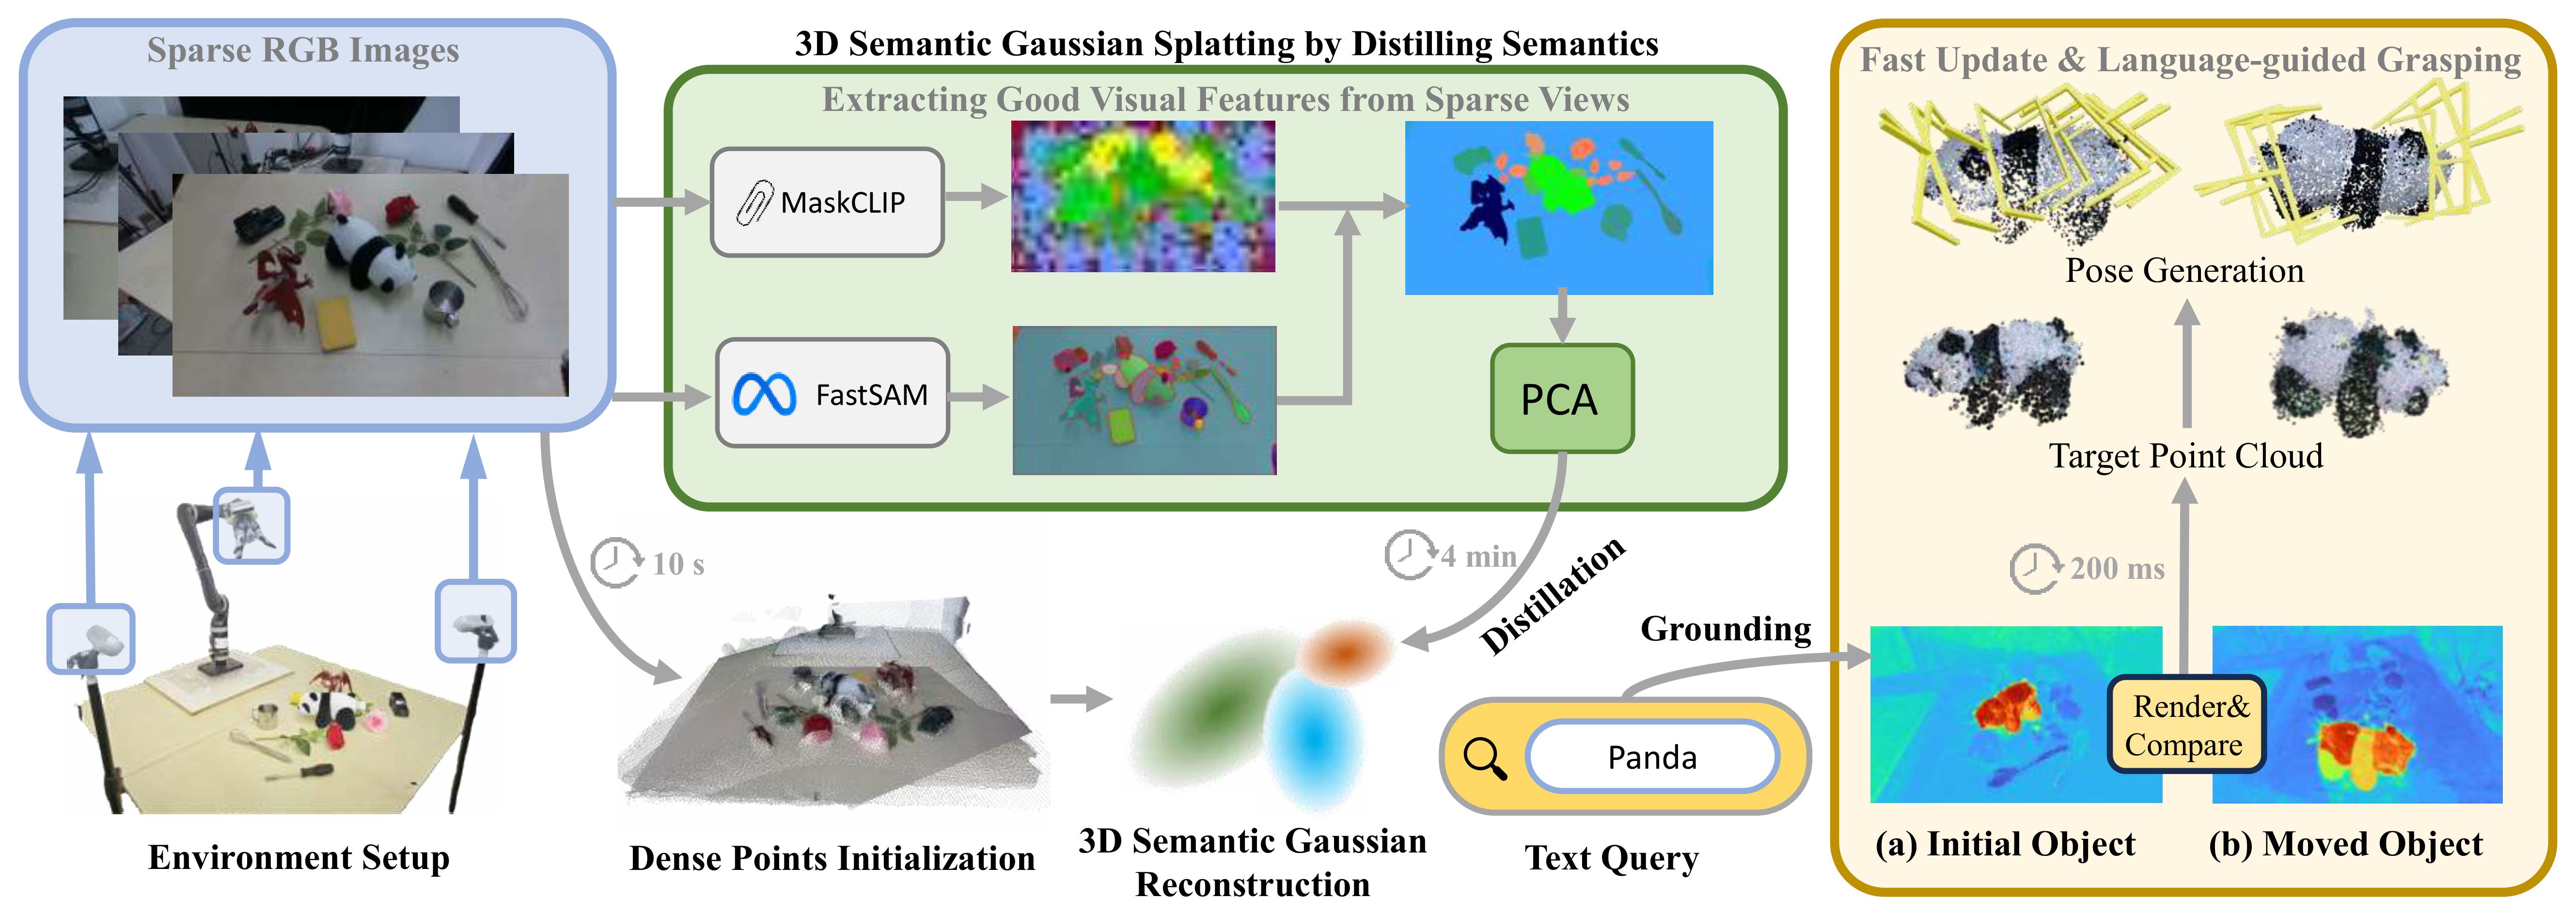 Sparse RGB Images
3D Semantic Gaussian Splatting by Distilling Semantics
Extracting Good Visual Features from Sparse Views
MaskCLIP
FastSAM
PCA
10 s
4 min
Distillation
Environment Setup
Dense Points Initialization
3D Semantic Gaussian
Reconstruction
Grounding
Panda
Text Query
Fast Update & Language-guided Grasping
Pose Generation
Target Point Cloud
200 ms
Render&
Compare
(a) Initial Object
(b) Moved Object